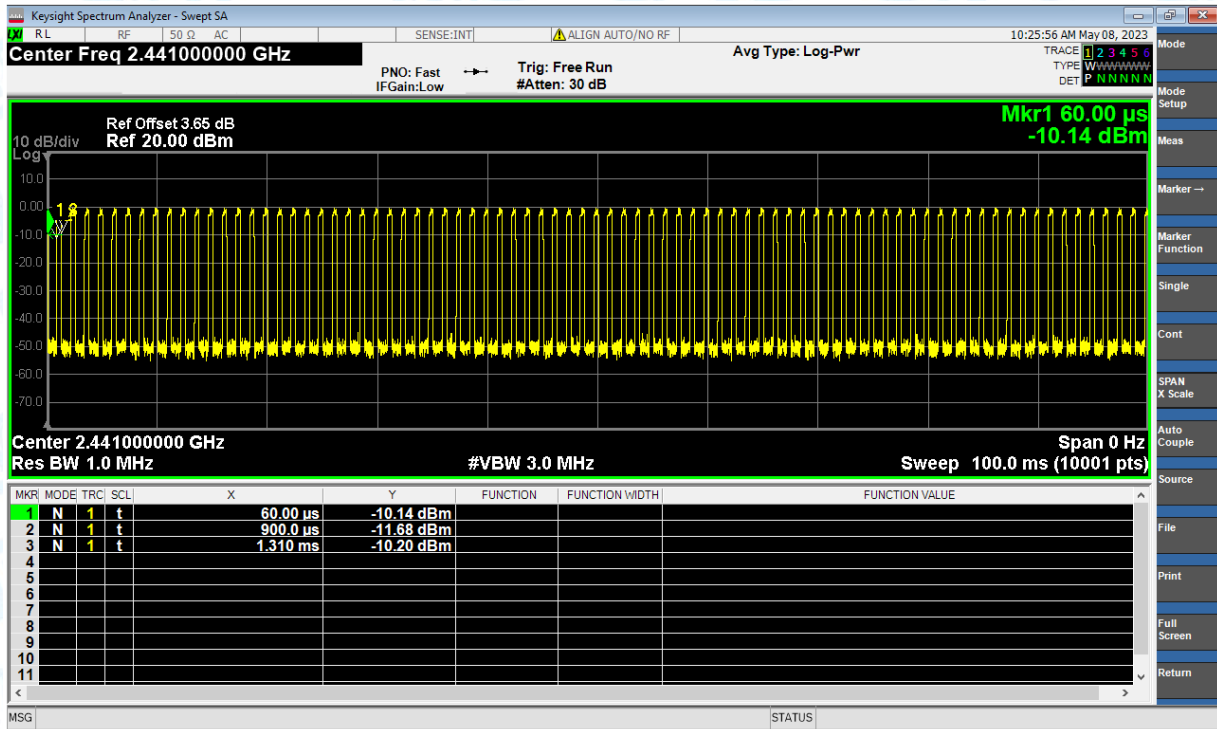 Keysight Spectrum Analyzer - Swept SA
LXI RL RF 50 Ω AC SENSE:INT ALIGN AUTO/NO RF 10:25:56 AM May 08, 2023
Center Freq 2.441000000 GHz
Avg Type: Log-Pwr
TRACE 1 2 3 4 5 6
PNO: Fast Trig: Free Run TYPE WWWWWW
IFGain:Low #Atten: 30 dB DET P N N N N N
Mkr1 60.00 µs
-10.14 dBm
Ref Offset 3.65 dB
10 dB/div Ref 20.00 dBm
Log
10.0
0.00
1 2
-10.0
-20.0
-30.0
-40.0
-50.0
-60.0
-70.0
Center 2.441000000 GHz Span 0 Hz
Res BW 1.0 MHz #VBW 3.0 MHz Sweep 100.0 ms (10001 pts)
MKR MODE TRC SCL X Y FUNCTION FUNCTION WIDTH FUNCTION VALUE
1 N 1 t 60.00 µs -10.14 dBm
2 N 1 t 900.0 µs -11.68 dBm
3 N 1 t 1.310 ms -10.20 dBm
4
5
6
7
8
9
10
11
MSG STATUS
Mode
Mode
Setup
Meas
Marker →
Marker
Function
Single
Cont
SPAN
X Scale
Auto
Couple
Source
File
Print
Full
Screen
Return